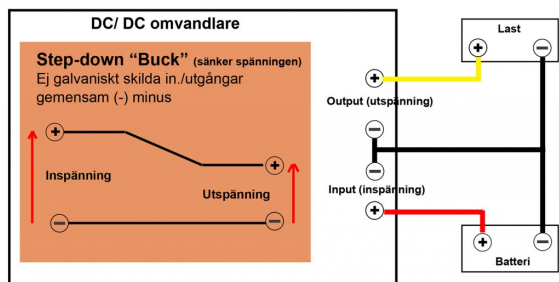 DC/ DC omvandlare
Step-down “Buck” (sänker spänningen)
Ej galvaniskt skilda in./utgångar
gemensam (-) minus
+
Inspänning
+
Utspänning
−
−
+
Output (utspänning)
−
−
Input (inspänning)
+
Last
+
−
+
−
Batteri